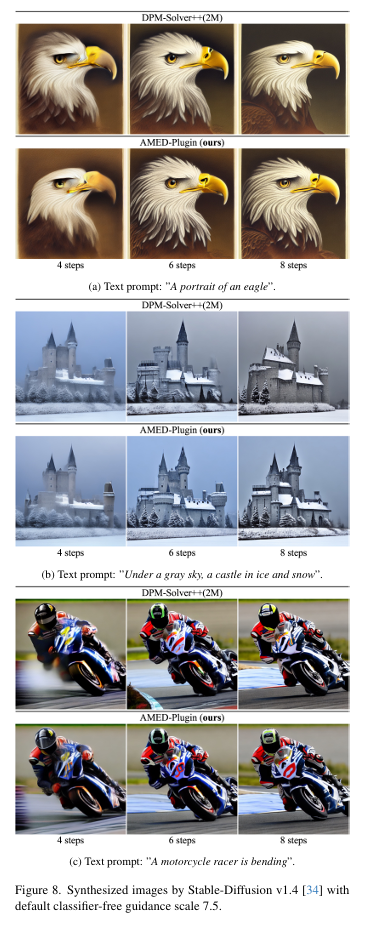 DPM-Solver++(2M)
AMED-Plugin (ours)
4 steps 6 steps 8 steps
(a) Text prompt: ”A portrait of an eagle”.
DPM-Solver++(2M)
AMED-Plugin (ours)
4 steps 6 steps 8 steps
(b) Text prompt: ”Under a gray sky, a castle in ice and snow”.
DPM-Solver++(2M)
AMED-Plugin (ours)
4 steps 6 steps 8 steps
(c) Text prompt: ”A motorcycle racer is bending”.
Figure 8. Synthesized images by Stable-Diffusion v1.4 [34] with
default classifier-free guidance scale 7.5.